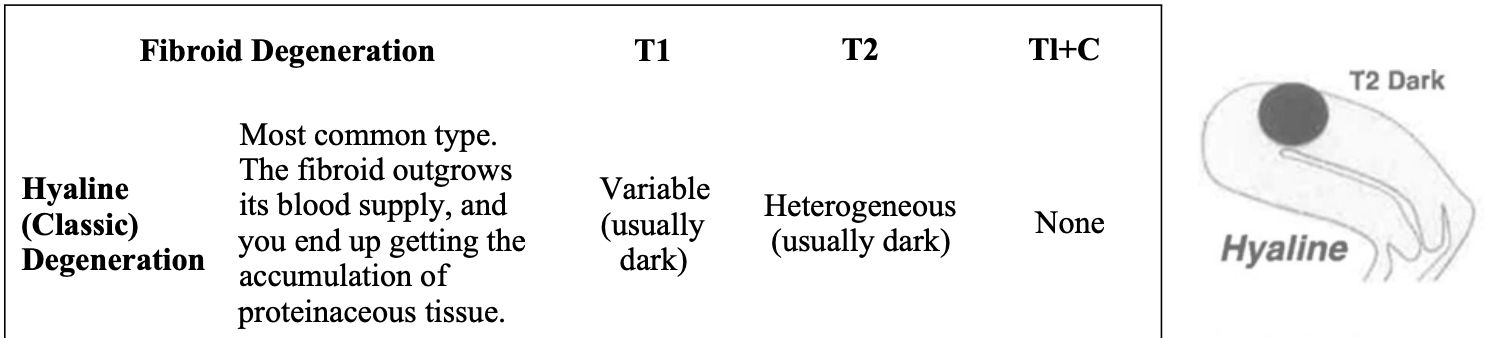 Fibroid Degeneration T1 T2 Tl+C
Hyaline
(Classic)
Degeneration
Most common type.
The fibroid outgrows
its blood supply, and
you end up getting the
accumulation of
proteinaceous tissue.
Variable
(usually
dark)
Heterogeneous
(usually dark)
None
T2 Dark
Hyaline